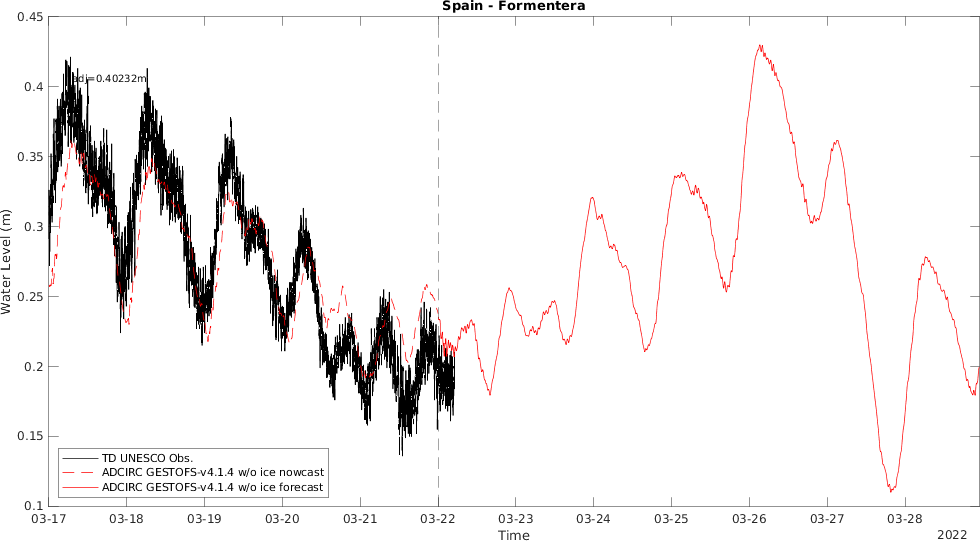 Spain - Formentera
0.45
0.4
0.35
0.3
0.25
0.2
0.15
0.1
Water Level (m)
adj=0.40232m
TD UNESCO Obs.
ADCIRC GESTOFS-v4.1.4 w/o ice nowcast
ADCIRC GESTOFS-v4.1.4 w/o ice forecast
03-17 03-18 03-19 03-20 03-21 03-22 03-23 03-24 03-25 03-26 03-27 03-28
Time
2022